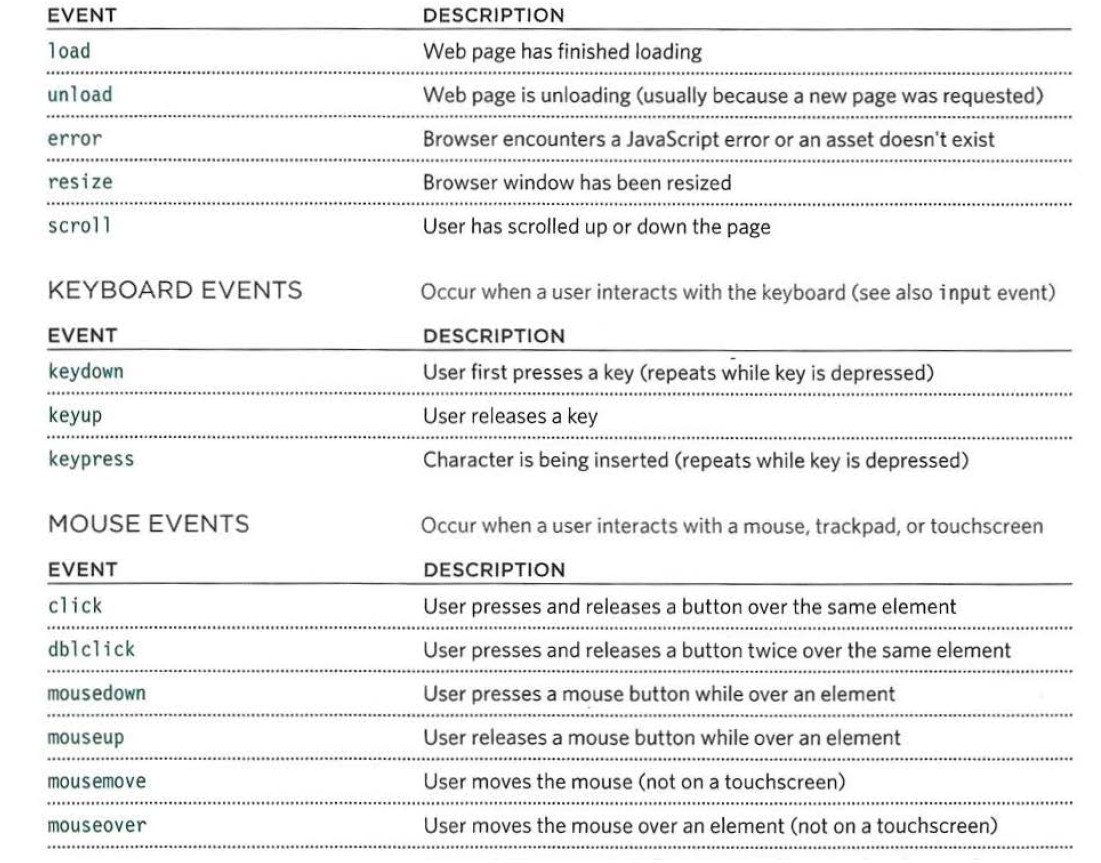 EVENT DESCRIPTION
load Web page has finished loading
unload Web page is unloading (usually because a new page was requested)
error Browser encounters a JavaScript error or an asset doesn't exist
resize Browser window has been resized
scroll User has scrolled up or down the page
KEYBOARD EVENTS Occur when a user interacts with the keyboard (see also input event)
EVENT DESCRIPTION
keydown User first presses a key (repeats while key is depressed)
keyup User releases a key
keypress Character is being inserted (repeats while key is depressed)
MOUSE EVENTS Occur when a user interacts with a mouse, trackpad, or touchscreen
EVENT DESCRIPTION
click User presses and releases a button over the same element
dblclick User presses and releases a button twice over the same element
mousedown User presses a mouse button while over an element
mouseup User releases a mouse button while over an element
mousemove User moves the mouse (not on a touchscreen)
mouseover User moves the mouse over an element (not on a touchscreen)